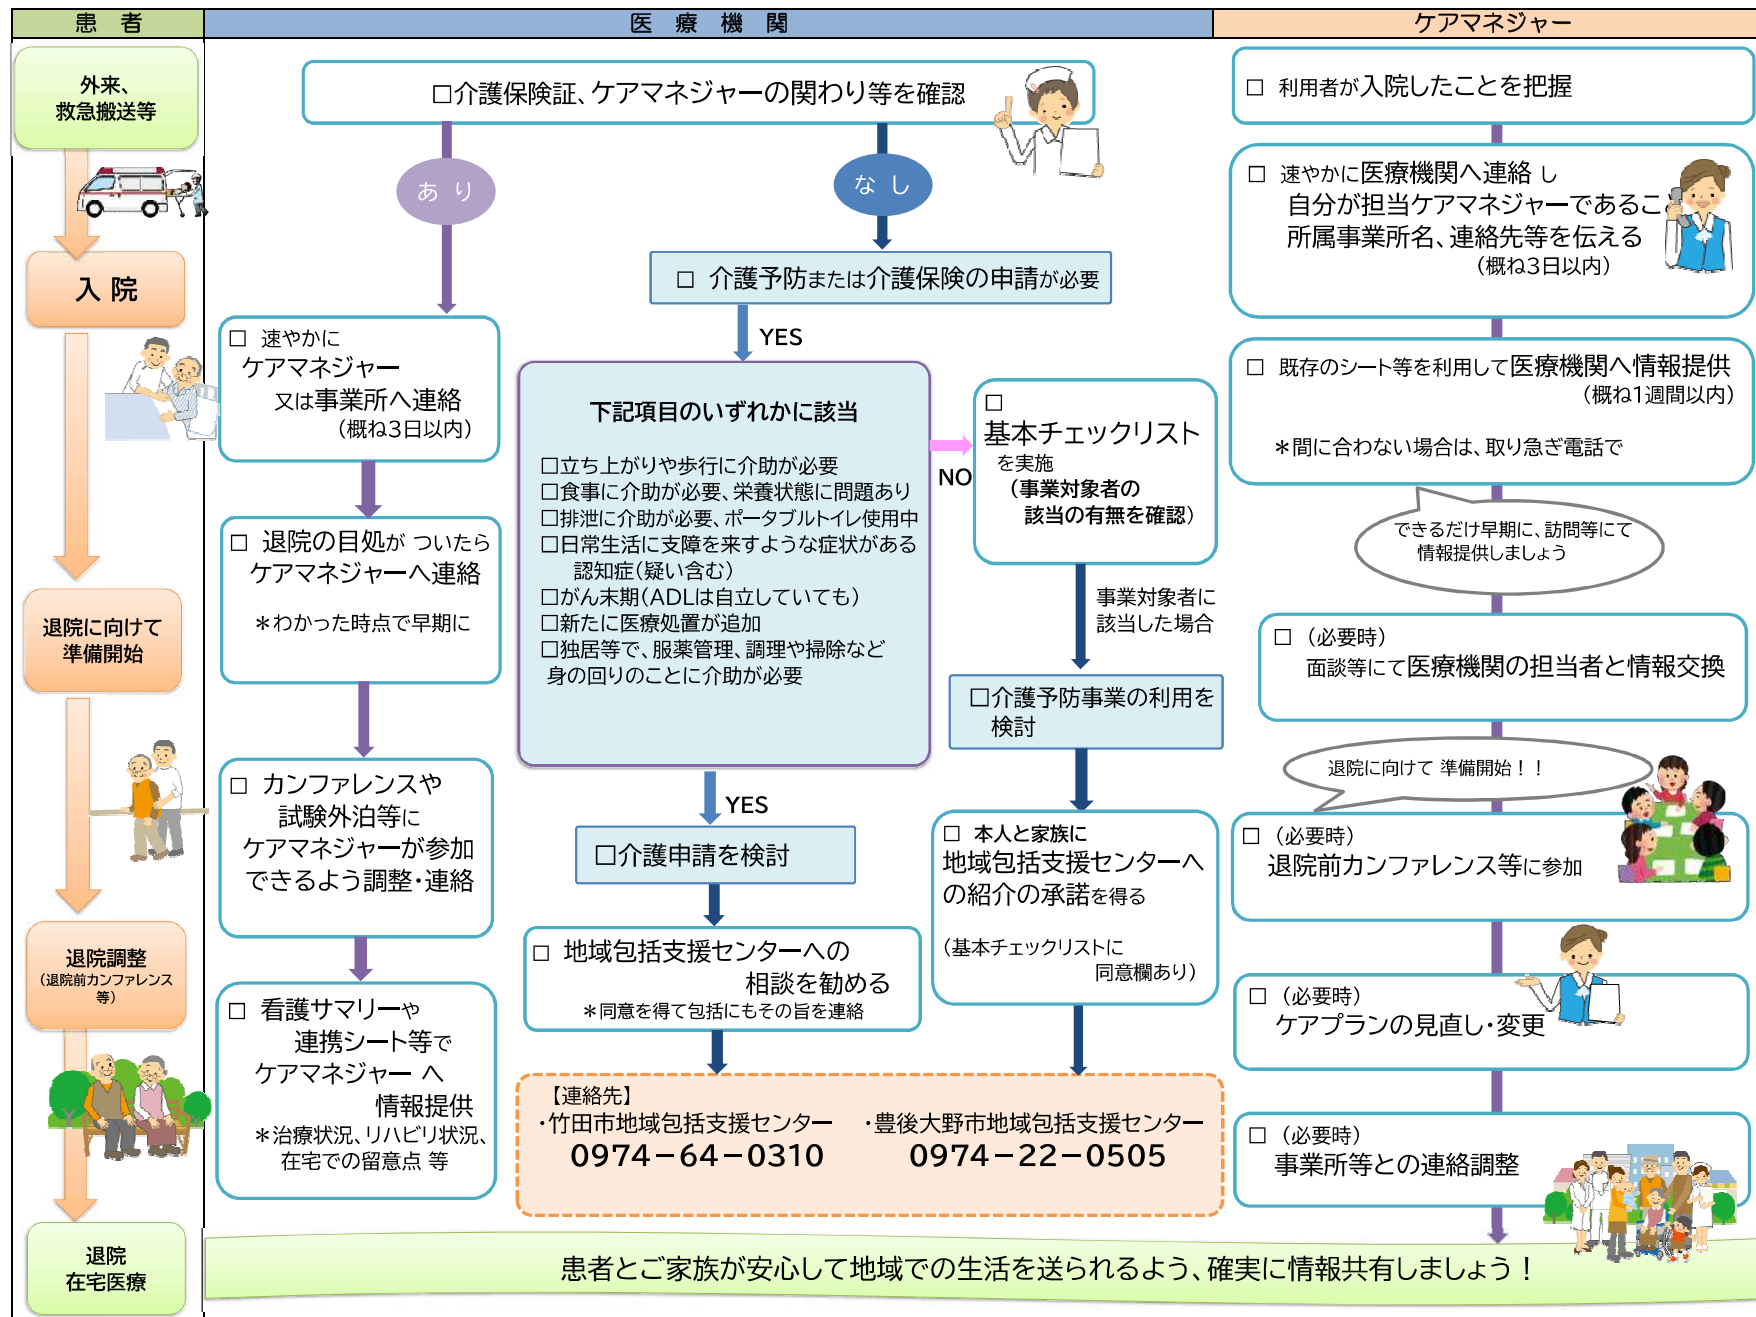 患　者
医　療　機　関
ケアマネジャー
外来、
救急搬送等
入 院
退院に向けて
準備開始
退院調整
(退院前カンファレンス
等)
退院
在宅医療
□介護保険証、ケアマネジャーの関わり等を確認
あ り
な し
□ 速やかに
ケアマネジャー
又は事業所へ連絡
(概ね3日以内)
□ 退院の目処が ついたら
ケアマネジャーへ連絡
＊わかった時点で早期に
□ カンファレンスや
試験外泊等に
ケアマネジャーが参加
できるよう調整・連絡
□ 看護サマリーや
連携シート等で
ケアマネジャー へ
情報提供
＊治療状況、リハビリ状況、
在宅での留意点 等
□ 介護予防または介護保険の申請が必要
YES
下記項目のいずれかに該当
□立ち上がりや歩行に介助が必要
□食事に介助が必要、栄養状態に問題あり
□排泄に介助が必要、ポータブルトイレ使用中
□日常生活に支障を来すような症状がある
認知症(疑い含む)
□がん末期(ADLは自立していても)
□新たに医療処置が追加
□独居等で、服薬管理、調理や掃除など
身の回りのことに介助が必要
NO
□
基本チェックリスト
を実施
(事業対象者の
該当の有無を確認)
事業対象者に
該当した場合
□介護予防事業の利用を
検討
□ 本人と家族に
地域包括支援センターへ
の紹介の承諾を得る
(基本チェックリストに
同意欄あり)
YES
□介護申請を検討
□ 地域包括支援センターへの
相談を勧める
＊同意を得て包括にもその旨を連絡
【連絡先】
・竹田市地域包括支援センター
0974－64－0310
・豊後大野市地域包括支援センター
0974－22－0505
□ 利用者が入院したことを把握
□ 速やかに医療機関へ連絡 し
自分が担当ケアマネジャーであるこ
所属事業所名、連絡先等を伝える
(概ね3日以内)
□ 既存のシート等を利用して医療機関へ情報提供
(概ね1週間以内)
＊間に合わない場合は、取り急ぎ電話で
できるだけ早期に、訪問等にて
情報提供しましょう
□ (必要時)
面談等にて医療機関の担当者と情報交換
退院に向けて 準備開始！！
□ (必要時)
退院前カンファレンス等に参加
□ (必要時)
ケアプランの見直し・変更
□ (必要時)
事業所等との連絡調整
患者とご家族が安心して地域での生活を送られるよう、確実に情報共有しましょう！